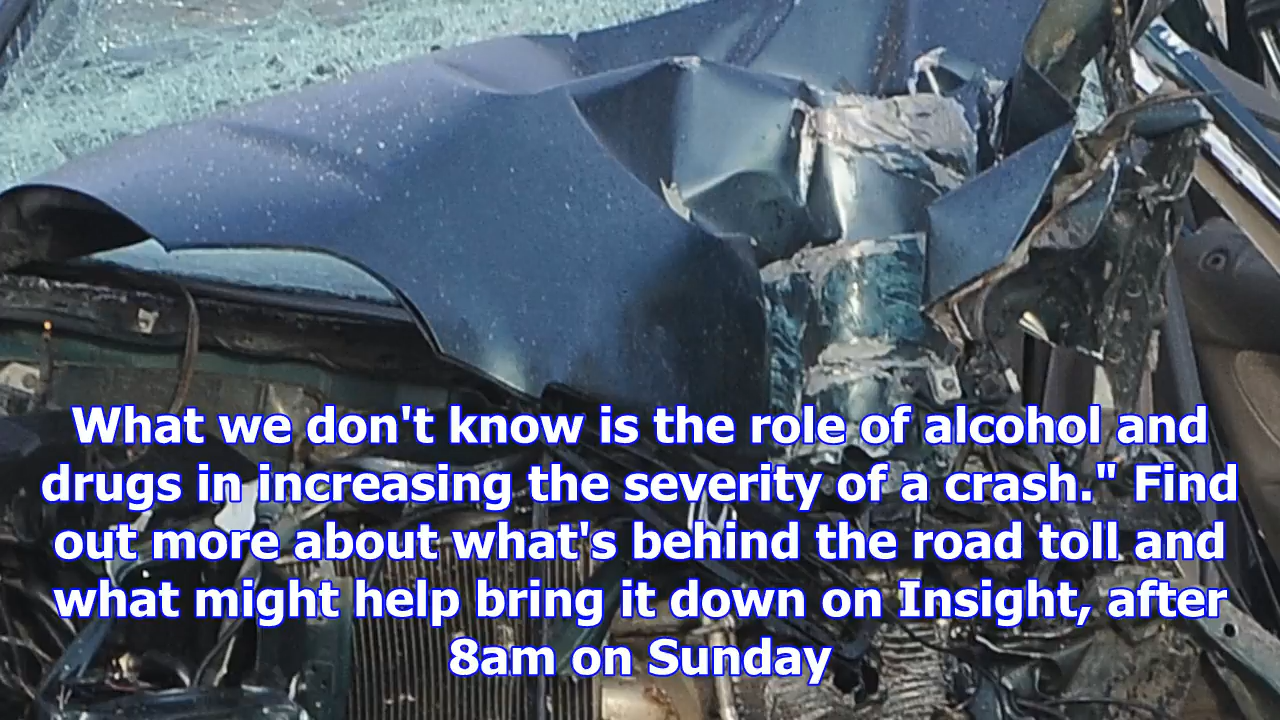 What we don't know is the role of alcohol and
drugs in increasing the severity of a crash." Find
out more about what's behind the road toll and
what might help bring it down on Insight, after
8am on Sunday